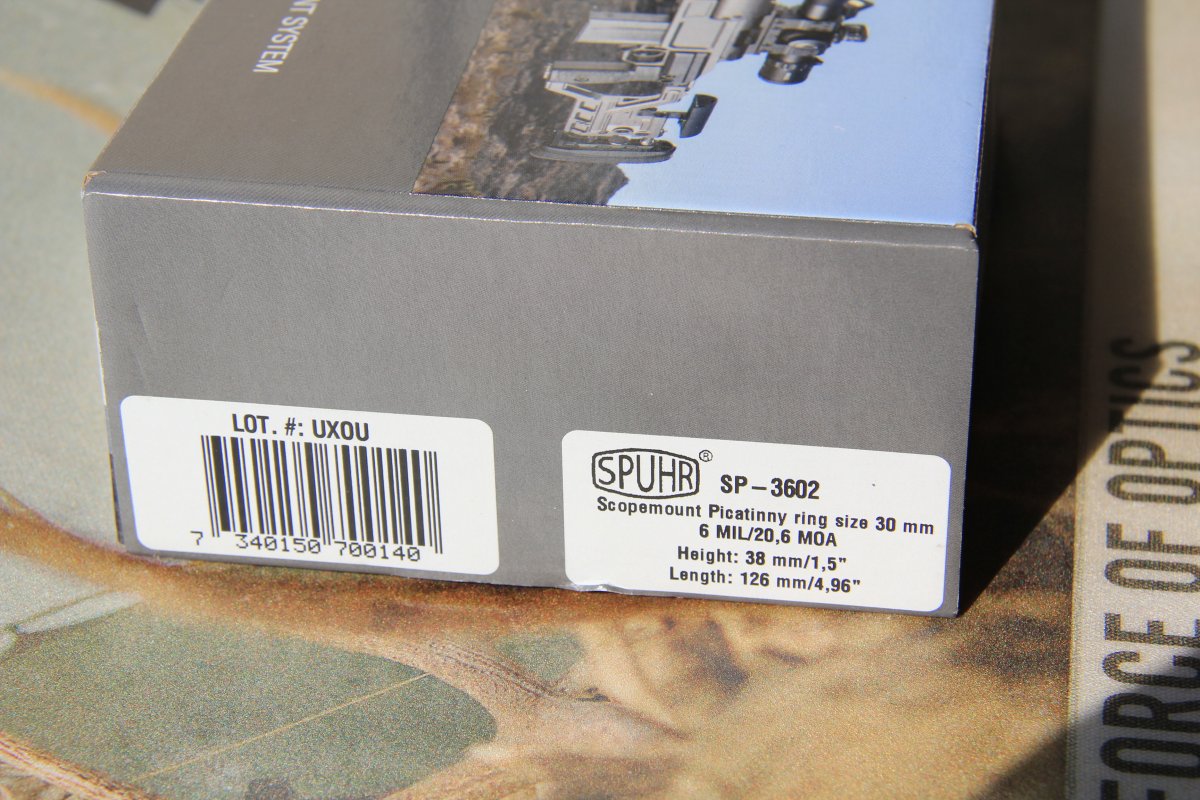 NT SYSTEM
LOT. #: UXOU
7 340150 700140
SPUHR®
SP–3602
Scopemount Picatinny ring size 30 mm
6 MIL/20,6 MOA
Height: 38 mm/1,5"
Length: 126 mm/4,96"
FORCE OF OPTICS